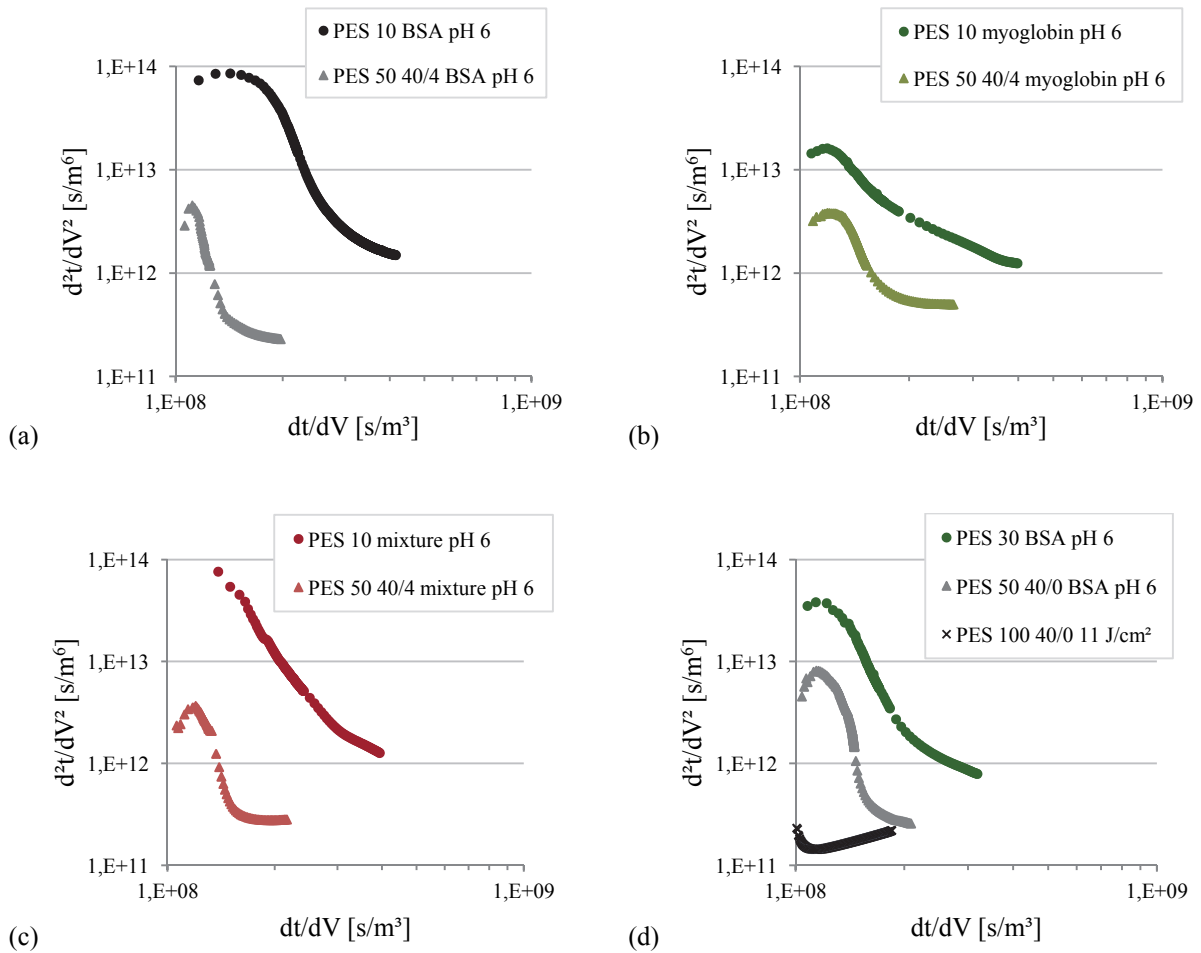 PES 10 BSA pH 6
PES 50 40/4 BSA pH 6
1,E+14
1,E+13
1,E+12
1,E+11
d²t/dV² [s/m⁶]
1,E+08
1,E+09
dt/dV [s/m³]
(a)
PES 10 myoglobin pH 6
PES 50 40/4 myoglobin pH 6
1,E+14
1,E+13
1,E+12
1,E+11
d²t/dV² [s/m⁶]
1,E+08
1,E+09
dt/dV [s/m³]
(b)
PES 10 mixture pH 6
PES 50 40/4 mixture pH 6
1,E+14
1,E+13
1,E+12
1,E+11
d²t/dV² [s/m⁶]
1,E+08
1,E+09
dt/dV [s/m³]
(c)
PES 30 BSA pH 6
PES 50 40/0 BSA pH 6
PES 100 40/0 11 J/cm²
1,E+14
1,E+13
1,E+12
1,E+11
d²t/dV² [s/m⁶]
1,E+08
1,E+09
dt/dV [s/m³]
(d)